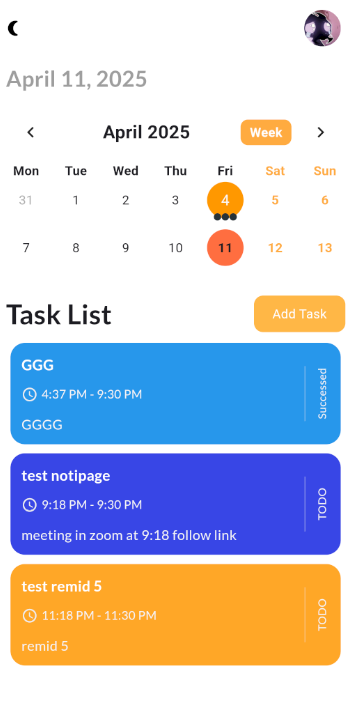 April 11, 2025
April 2025
Week
Mon Tue Wed Thu Fri Sat Sun
31 1 2 3 4 5 6
7 8 9 10 11 12 13
Task List
Add Task
GGG
4:37 PM - 9:30 PM
GGGG
Successed
test notipage
9:18 PM - 9:30 PM
meeting in zoom at 9:18 follow link
TODO
test remid 5
11:18 PM - 11:30 PM
remid 5
TODO